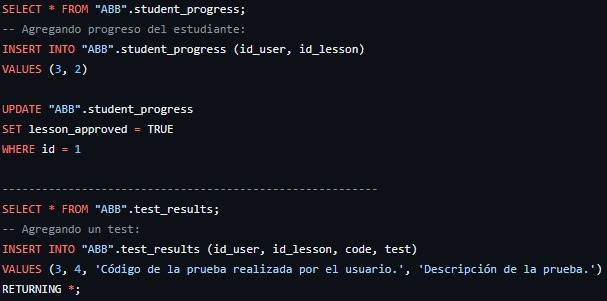 SELECT * FROM "ABB".student_progress;
-- Agregando progreso del estudiante:
INSERT INTO "ABB".student_progress (id_user, id_lesson)
VALUES (3, 2)
UPDATE "ABB".student_progress
SET lesson_approved = TRUE
WHERE id = 1
---------------------------------------------------------
SELECT * FROM "ABB".test_results;
-- Agregando un test:
INSERT INTO "ABB".test_results (id_user, id_lesson, code, test)
VALUES (3, 4, 'Código de la prueba realizada por el usuario.', 'Descripción de la prueba.')
RETURNING *;